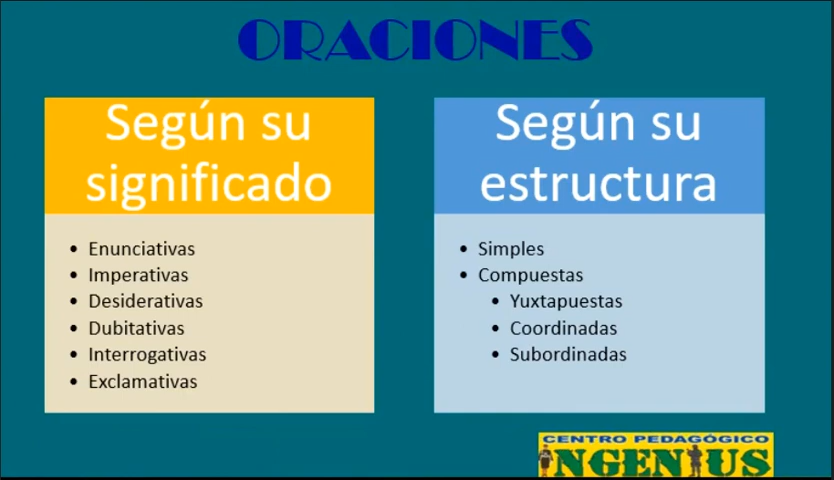 ORACIONES
Según su
significado
• Enunciativas
• Imperativas
• Desiderativas
• Dubitativas
• Interrogativas
• Exclamativas
Según su
estructura
• Simples
• Compuestas
• Yuxtapuestas
• Coordinadas
• Subordinadas
CENTRO PEDAGÓGICO
INGENIUS